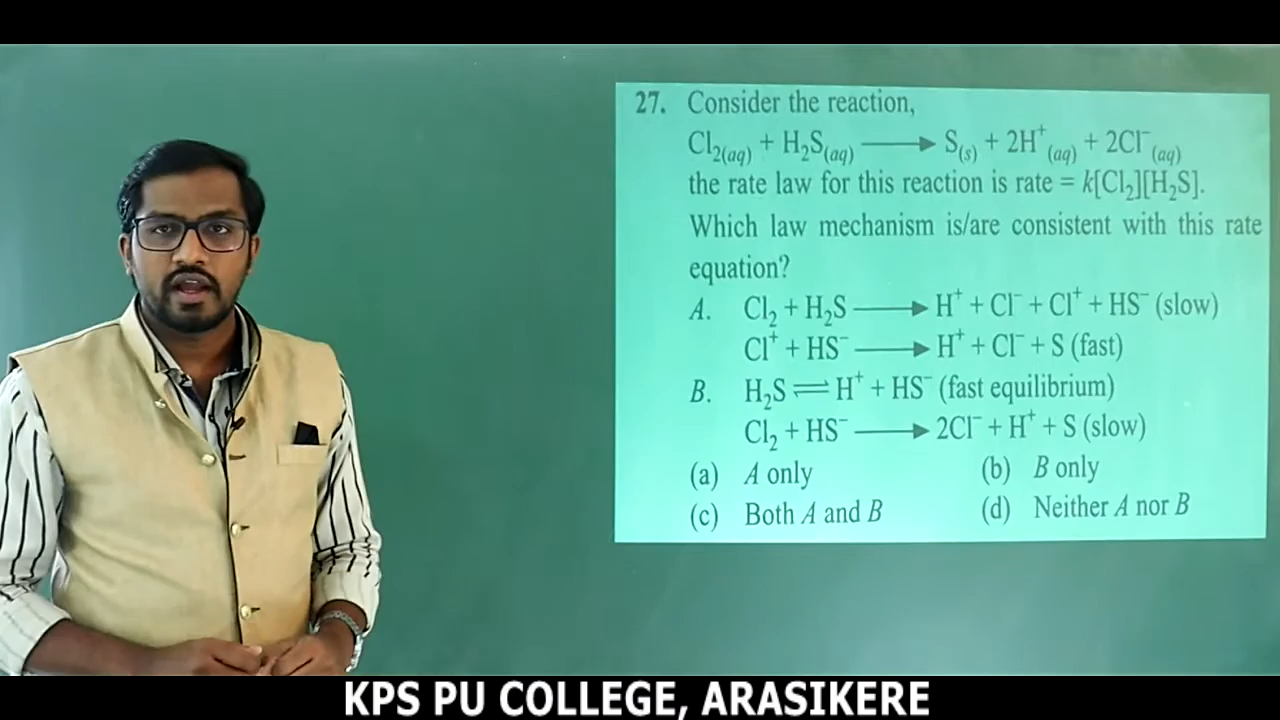 27. Consider the reaction,
Cl₂(aq) + H₂S(aq) ⟶ S(s) + 2H⁺(aq) + 2Cl⁻(aq)
the rate law for this reaction is rate = k[Cl₂][H₂S].
Which law mechanism is/are consistent with this rate
equation?
A. Cl₂ + H₂S ⟶ H⁺ + Cl⁻ + Cl⁺ + HS⁻ (slow)
Cl⁺ + HS⁻ ⟶ H⁺ + Cl⁻ + S (fast)
B. H₂S ⇌ H⁺ + HS⁻ (fast equilibrium)
Cl₂ + HS⁻ ⟶ 2Cl⁻ + H⁺ + S (slow)
(a) A only (b) B only
(c) Both A and B (d) Neither A nor B
KPS PU COLLEGE, ARASIKERE